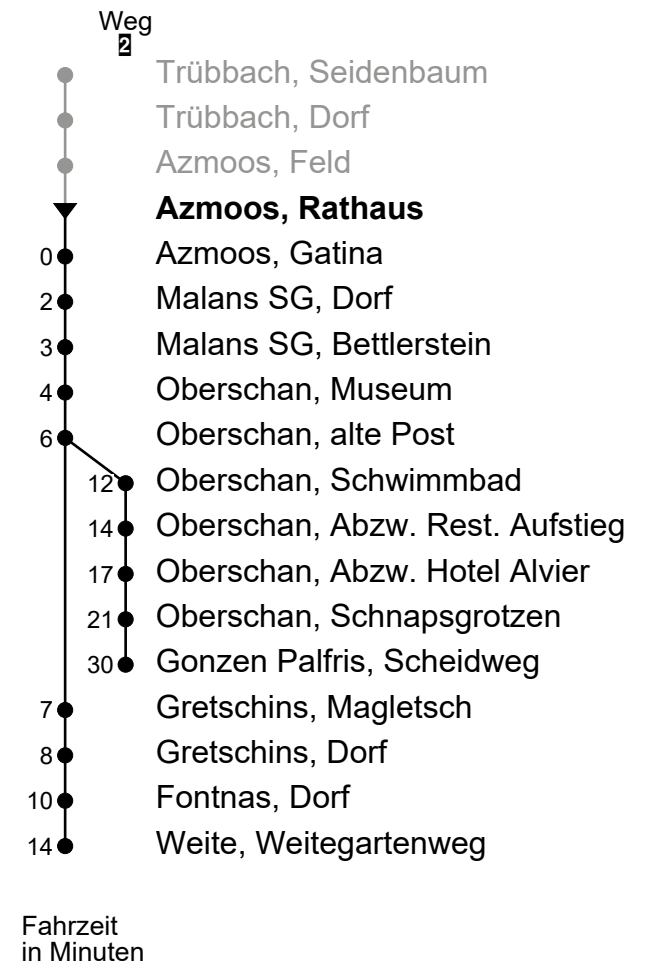 Weg
2
Trübbach, Seidenbaum
Trübbach, Dorf
Azmoos, Feld
Azmoos, Rathaus
0 Azmoos, Gatina
2 Malans SG, Dorf
3 Malans SG, Bettlerstein
4 Oberschan, Museum
6 Oberschan, alte Post
12 Oberschan, Schwimmbad
14 Oberschan, Abzw. Rest. Aufstieg
17 Oberschan, Abzw. Hotel Alvier
21 Oberschan, Schnapsgrotzen
30 Gonzen Palfris, Scheidweg
7 Gretschins, Magletsch
8 Gretschins, Dorf
10 Fontnas, Dorf
14 Weite, Weitegartenweg
Fahrzeit
in Minuten